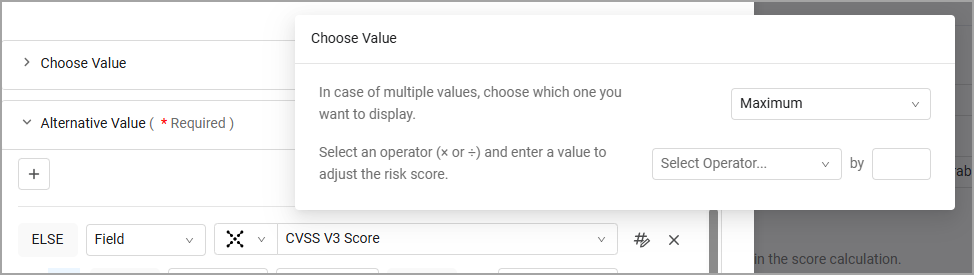 Choose Value
Choose Value
In case of multiple values, choose which one you
want to display.
Maximum
Select an operator (× or ÷) and enter a value to
adjust the risk score.
Select Operator...
by
Alternative Value ( * Required )
+
ELSE
Field
CVSS V3 Score
in the score calculation.